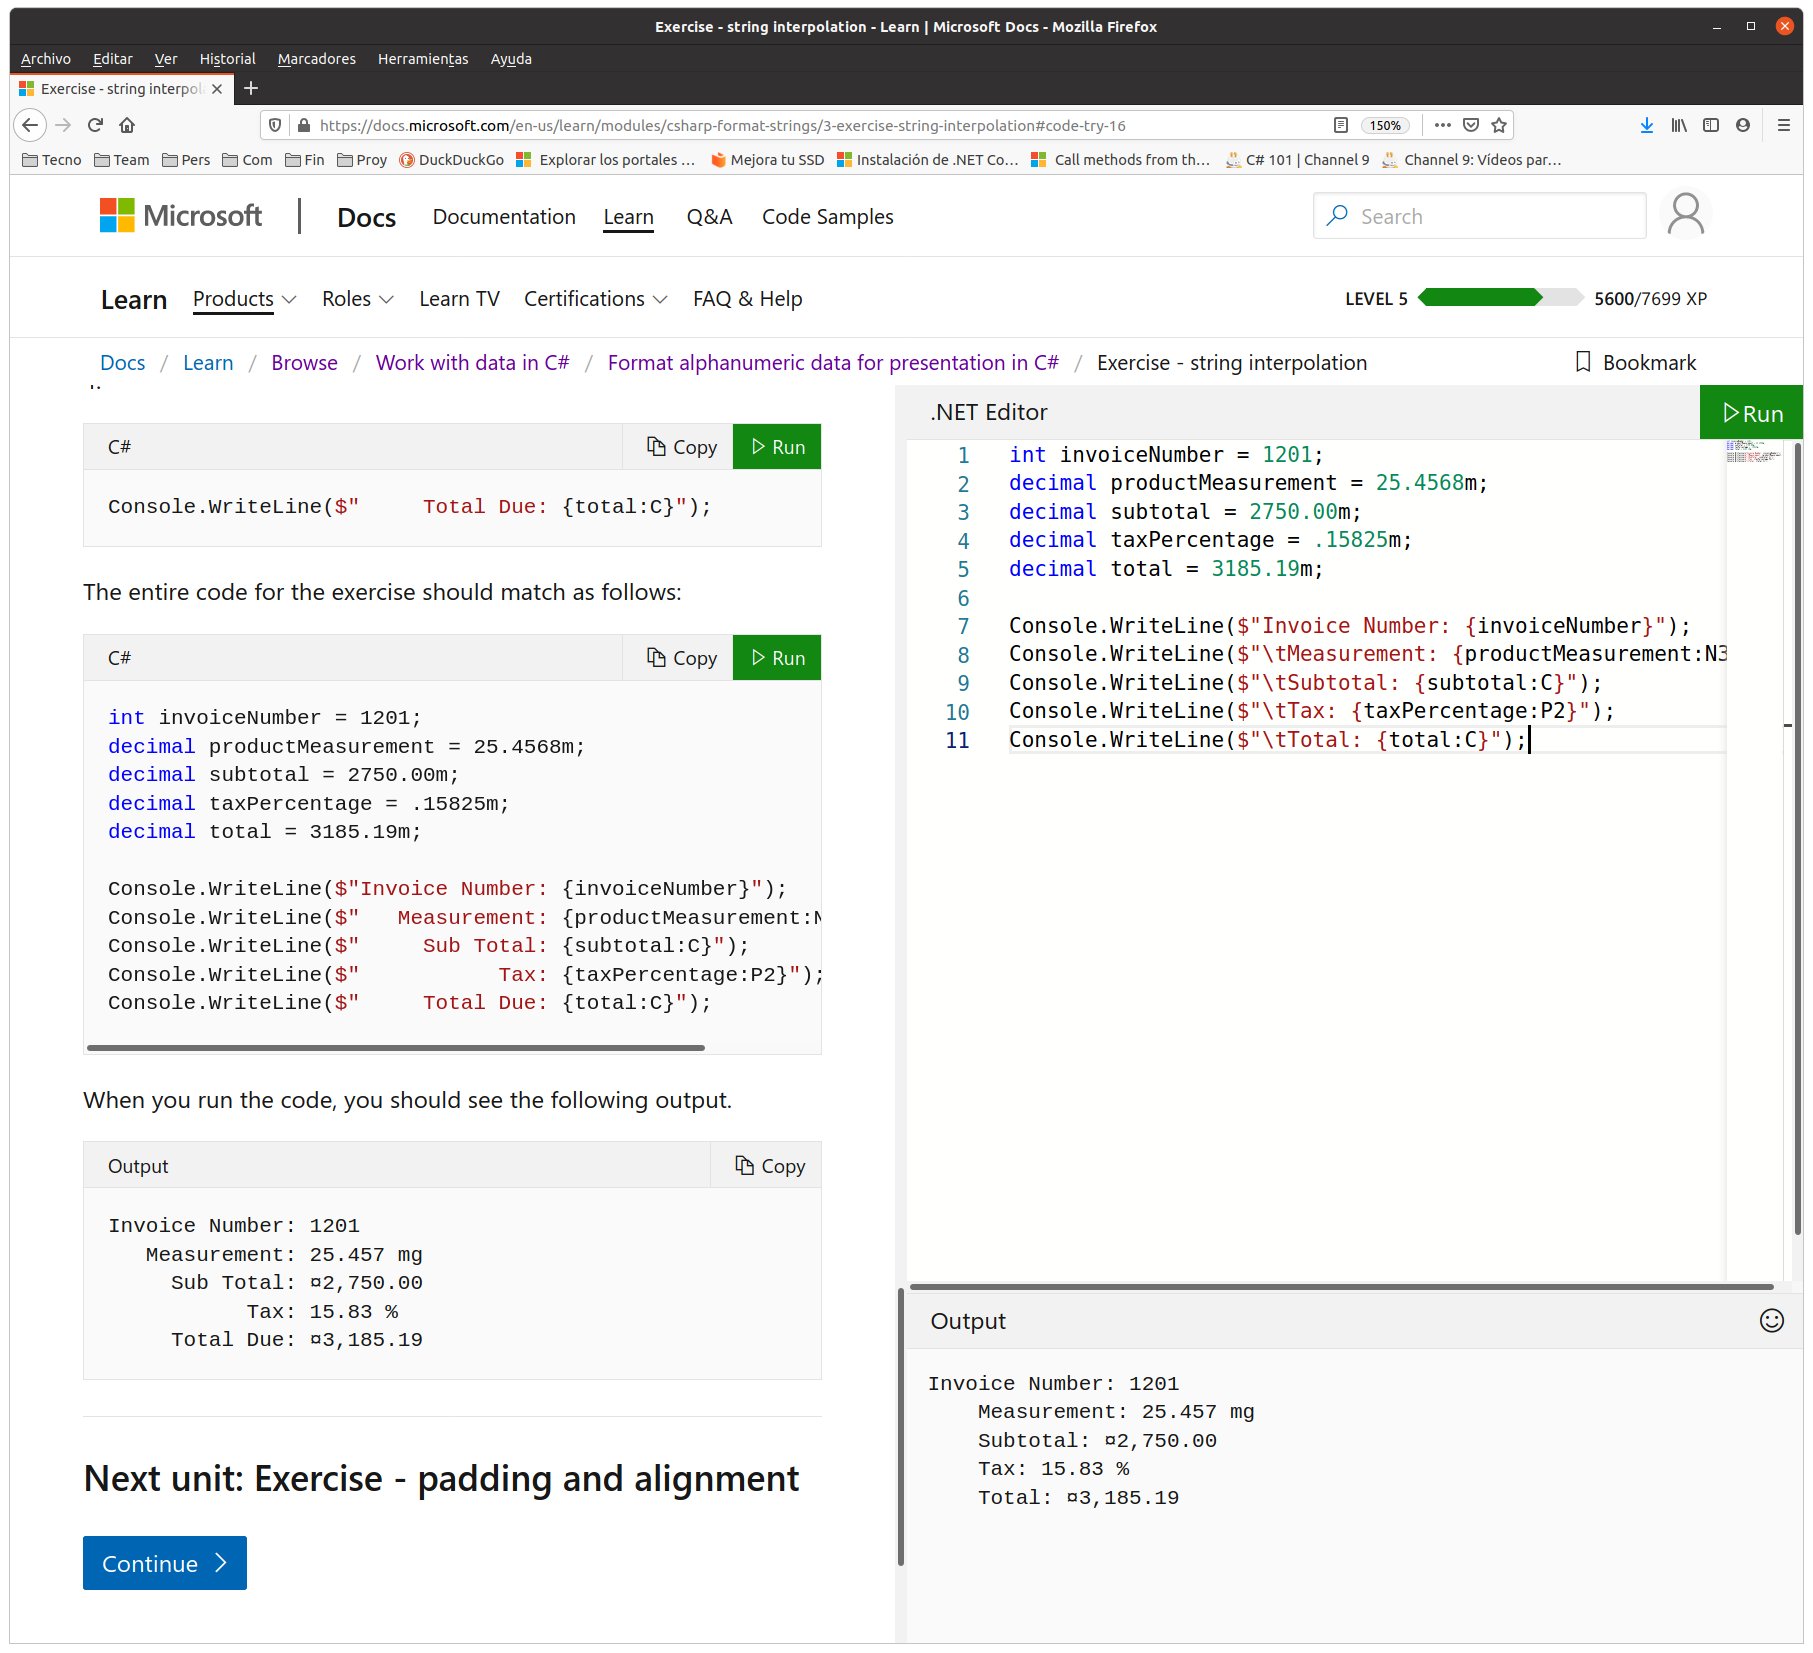 Exercise - string interpolation - Learn | Microsoft Docs - Mozilla Firefox
Archivo Editar Ver Historial Marcadores Herramientas Ayuda
Exercise - string interpol
https://docs.microsoft.com/en-us/learn/modules/csharp-format-strings/3-exercise-string-interpolation#code-try-16 150%
Tecno Team Pers Com Fin Proy DuckDuckGo Explorar los portales ... Mejora tu SSD Instalación de .NET Co... Call methods from th... C# 101 | Channel 9 Channel 9: Vídeos par...
Microsoft | Docs Documentation Learn Q&A Code Samples Search
Learn Products Roles Learn TV Certifications FAQ & Help LEVEL 5 5600/7699 XP
Docs / Learn / Browse / Work with data in C# / Format alphanumeric data for presentation in C# / Exercise - string interpolation Bookmark
C# Copy Run
Console.WriteLine($"     Total Due: {total:C}");
The entire code for the exercise should match as follows:
C# Copy Run
int invoiceNumber = 1201;
decimal productMeasurement = 25.4568m;
decimal subtotal = 2750.00m;
decimal taxPercentage = .15825m;
decimal total = 3185.19m;
Console.WriteLine($"Invoice Number: {invoiceNumber}");
Console.WriteLine($"   Measurement: {productMeasurement:N
Console.WriteLine($"     Sub Total: {subtotal:C}");
Console.WriteLine($"           Tax: {taxPercentage:P2}");
Console.WriteLine($"     Total Due: {total:C}");
When you run the code, you should see the following output.
Output Copy
Invoice Number: 1201
   Measurement: 25.457 mg
     Sub Total: ¤2,750.00
           Tax: 15.83 %
     Total Due: ¤3,185.19
Next unit: Exercise - padding and alignment
Continue
.NET Editor Run
1 int invoiceNumber = 1201;
2 decimal productMeasurement = 25.4568m;
3 decimal subtotal = 2750.00m;
4 decimal taxPercentage = .15825m;
5 decimal total = 3185.19m;
6
7 Console.WriteLine($"Invoice Number: {invoiceNumber}");
8 Console.WriteLine($"\tMeasurement: {productMeasurement:N3
9 Console.WriteLine($"\tSubtotal: {subtotal:C}");
10 Console.WriteLine($"\tTax: {taxPercentage:P2}");
11 Console.WriteLine($"\tTotal: {total:C}");
Output
Invoice Number: 1201
    Measurement: 25.457 mg
    Subtotal: ¤2,750.00
    Tax: 15.83 %
    Total: ¤3,185.19